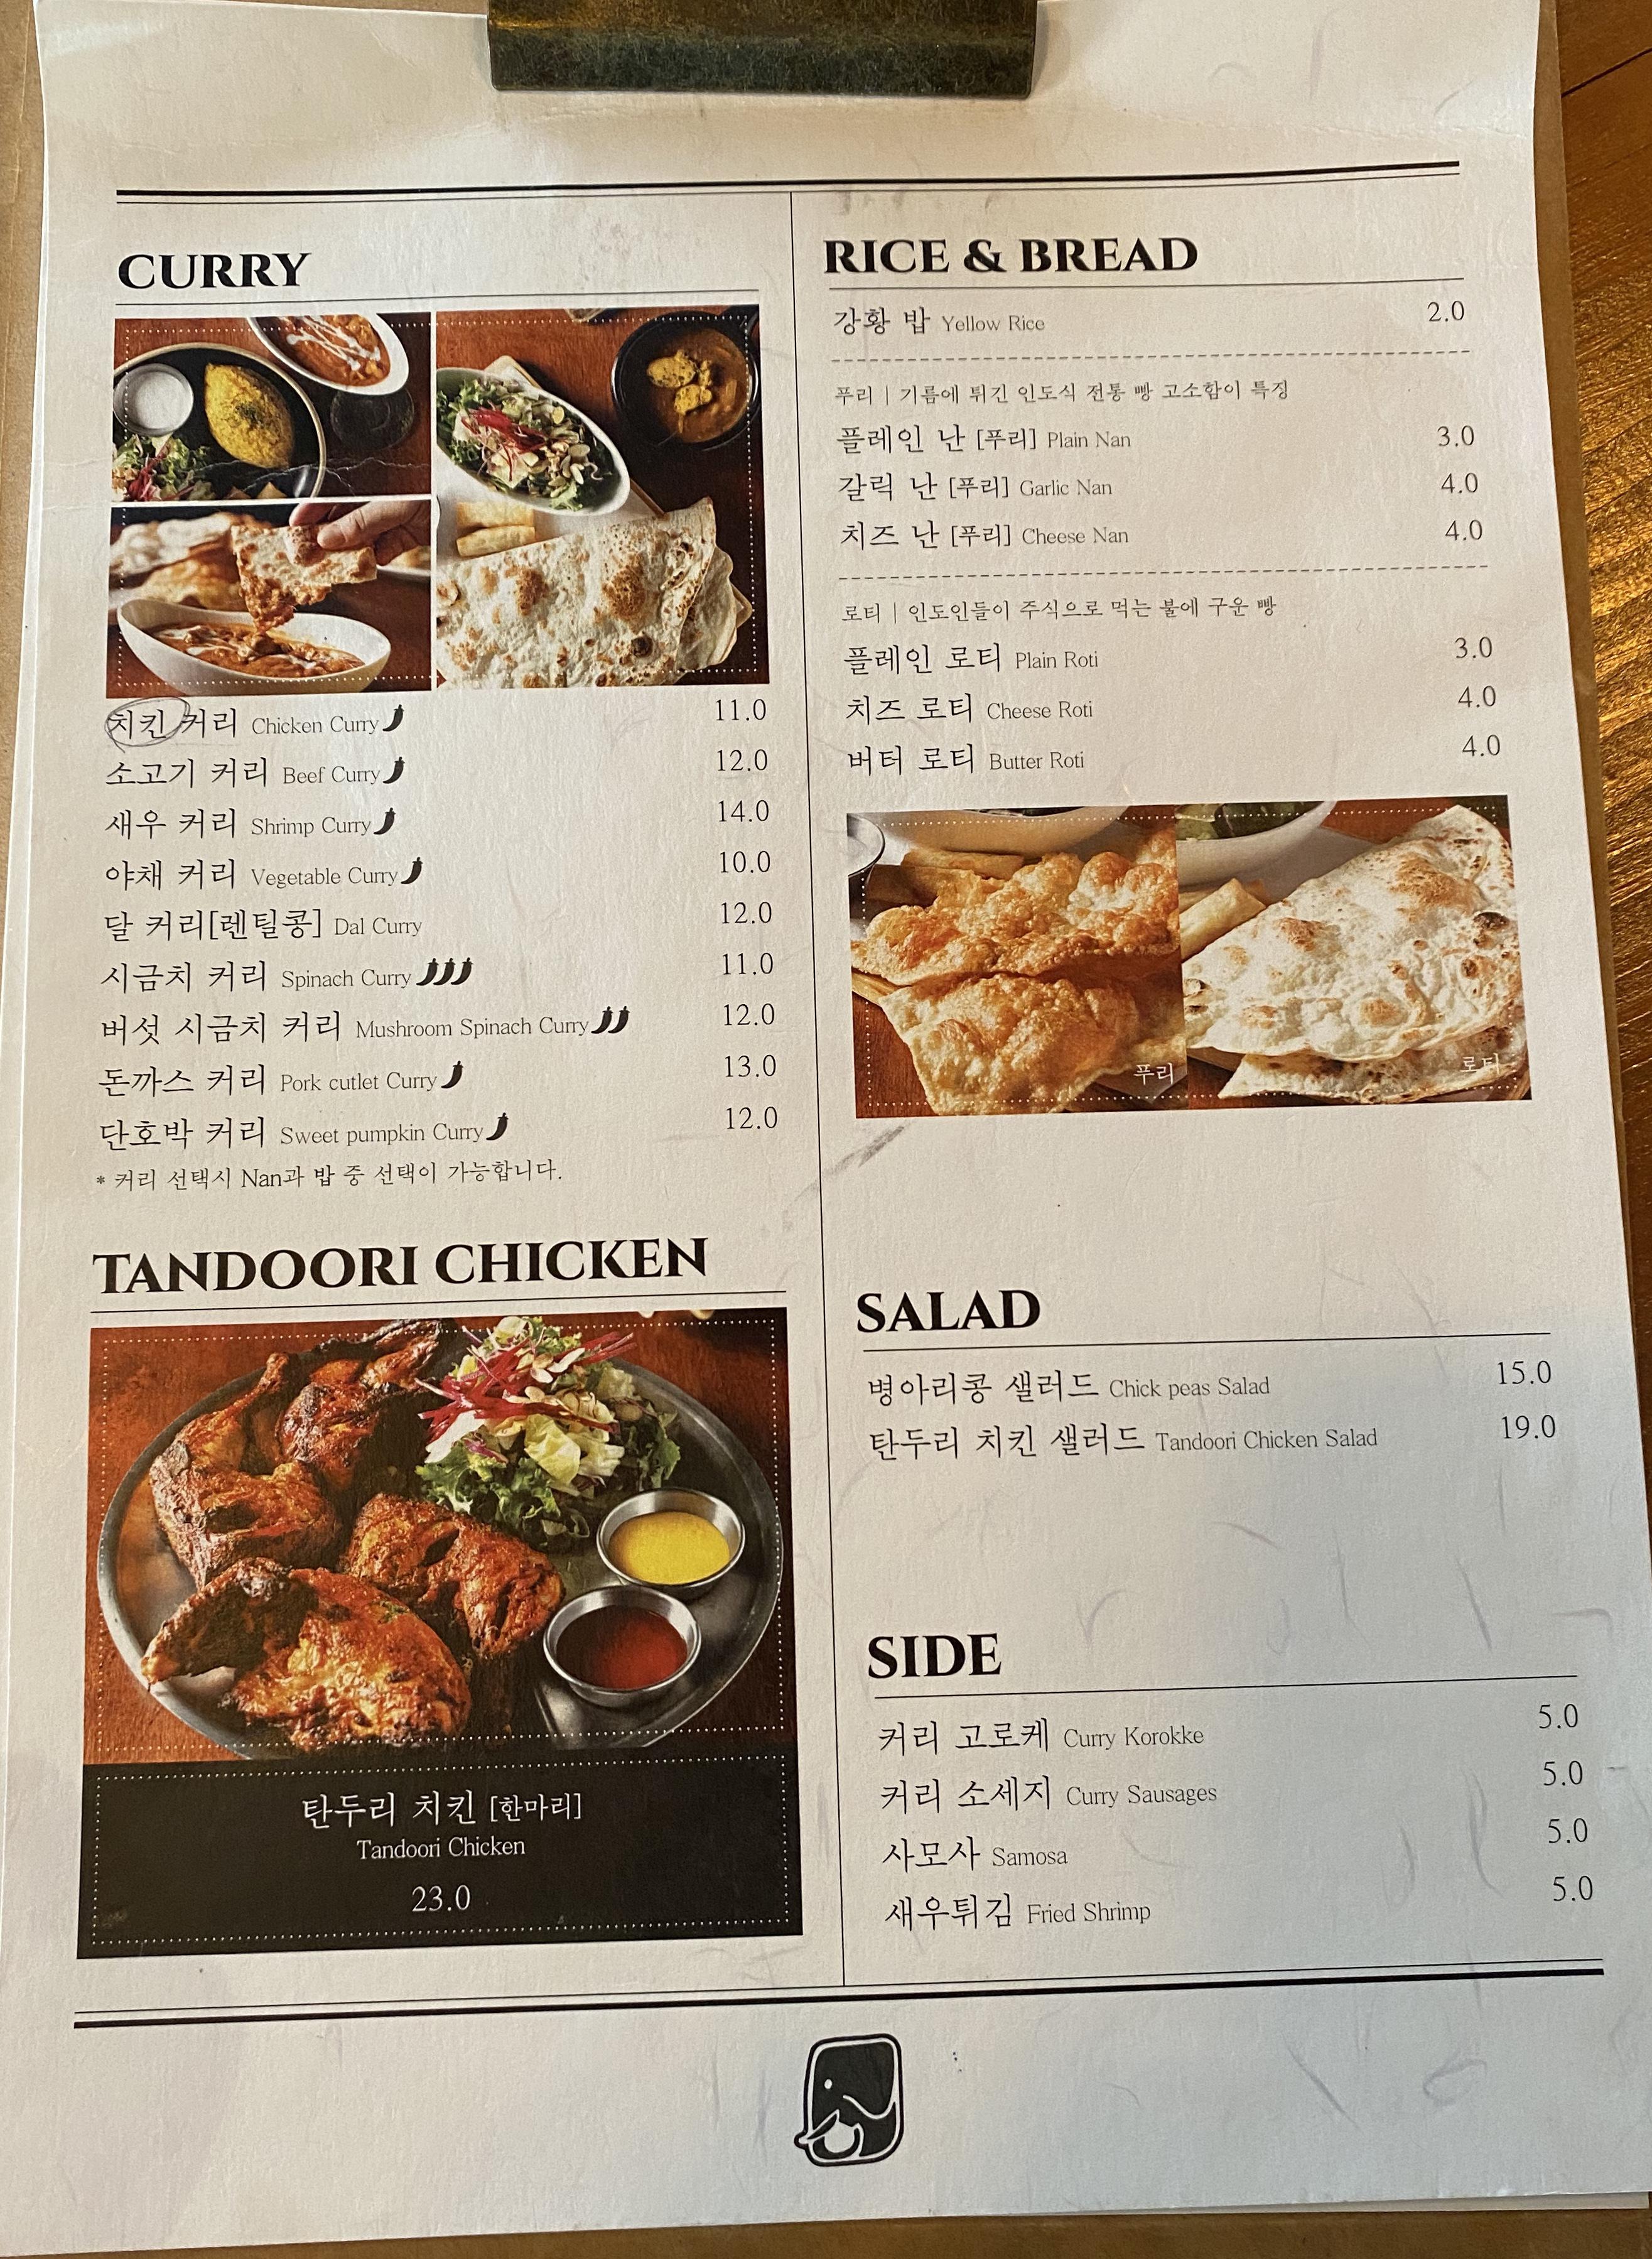 CURRY
치킨 커리 Chicken Curry 11.0
소고기 커리 Beef Curry 12.0
새우 커리 Shrimp Curry 14.0
야채 커리 Vegetable Curry 10.0
달 커리[렌틸콩] Dal Curry 12.0
시금치 커리 Spinach Curry 11.0
버섯 시금치 커리 Mushroom Spinach Curry 12.0
돈까스 커리 Pork cutlet Curry 13.0
단호박 커리 Sweet pumpkin Curry 12.0
* 커리 선택시 Nan과 밥 중 선택이 가능합니다.
TANDOORI CHICKEN
탄두리 치킨 [한마리]
Tandoori Chicken
23.0
RICE & BREAD
강황 밥 Yellow Rice 2.0
푸리 | 기름에 튀긴 인도식 전통 빵 고소함이 특징
플레인 난 [푸리] Plain Nan 3.0
갈릭 난 [푸리] Garlic Nan 4.0
치즈 난 [푸리] Cheese Nan 4.0
로티 | 인도인들이 주식으로 먹는 불에 구운 빵
플레인 로티 Plain Roti 3.0
치즈 로티 Cheese Roti 4.0
버터 로티 Butter Roti 4.0
푸리
로티
SALAD
병아리콩 샐러드 Chick peas Salad 15.0
탄두리 치킨 샐러드 Tandoori Chicken Salad 19.0
SIDE
커리 고로케 Curry Korokke 5.0
커리 소세지 Curry Sausages 5.0
사모사 Samosa 5.0
새우튀김 Fried Shrimp 5.0